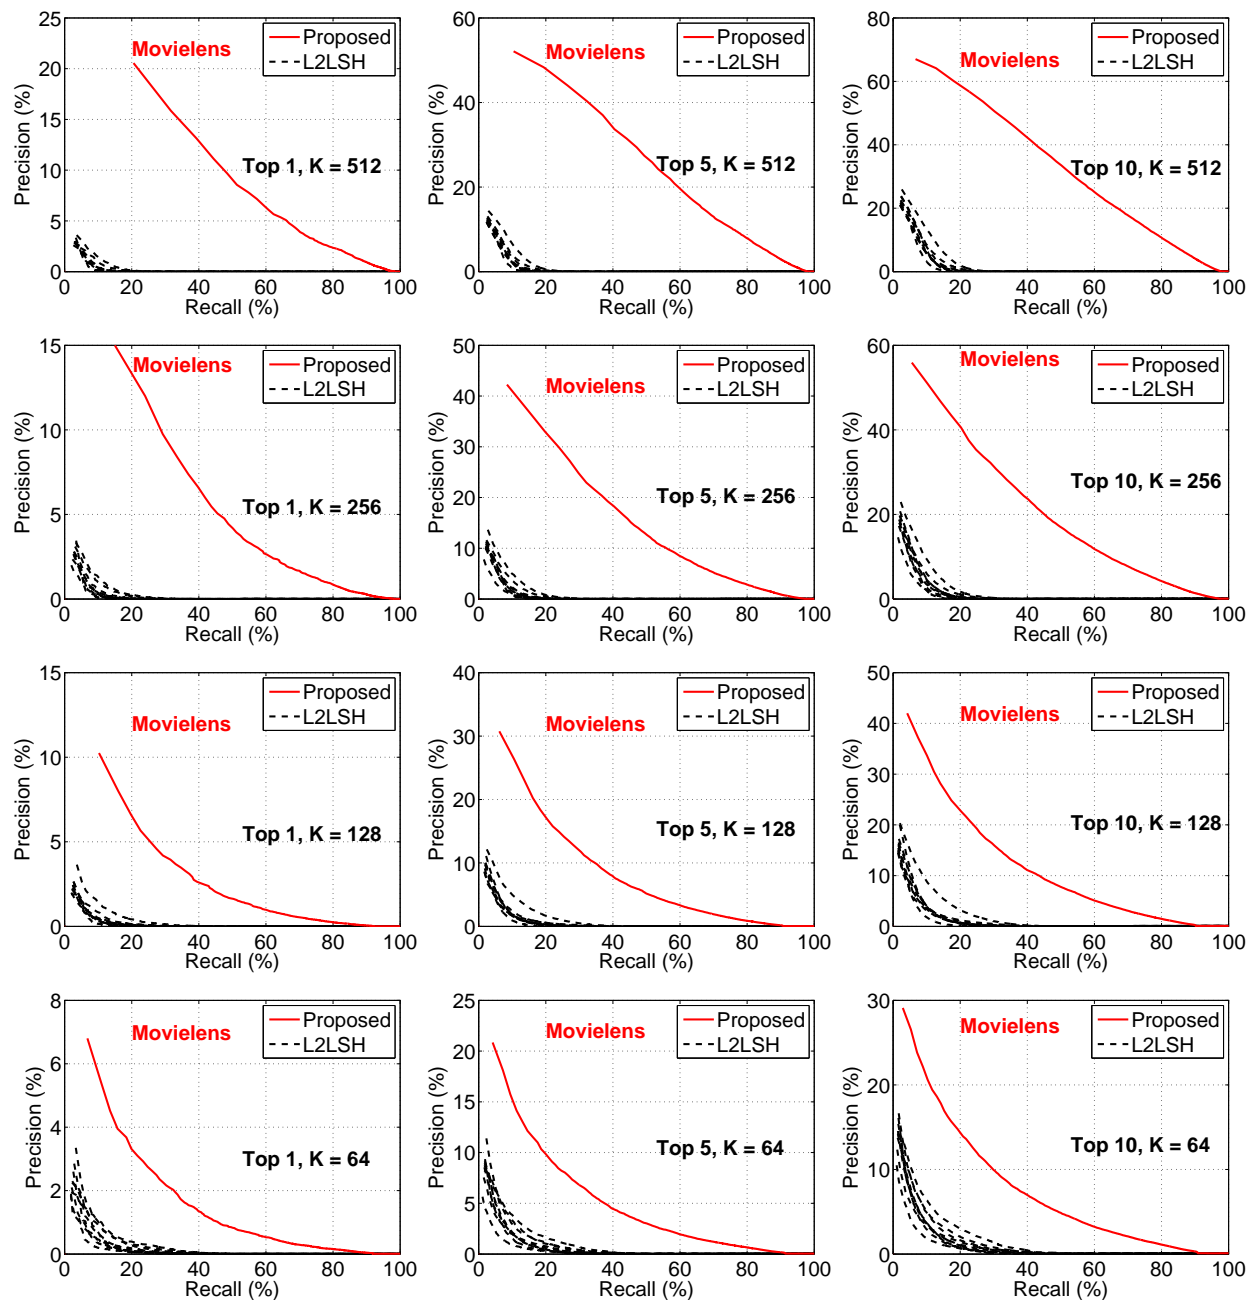 25
20
15
10
5
0
0 20 40 60 80 100
Precision (%)
Recall (%)
Movielens
Proposed
L2LSH
Top 1, K = 512
60
40
20
0
0 20 40 60 80 100
Precision (%)
Recall (%)
Movielens
Proposed
L2LSH
Top 5, K = 512
80
60
40
20
0
0 20 40 60 80 100
Precision (%)
Recall (%)
Movielens
Proposed
L2LSH
Top 10, K = 512
15
10
5
0
0 20 40 60 80 100
Precision (%)
Recall (%)
Movielens
Proposed
L2LSH
Top 1, K = 256
50
40
30
20
10
0
0 20 40 60 80 100
Precision (%)
Recall (%)
Movielens
Proposed
L2LSH
Top 5, K = 256
60
40
20
0
0 20 40 60 80 100
Precision (%)
Recall (%)
Movielens
Proposed
L2LSH
Top 10, K = 256
15
10
5
0
0 20 40 60 80 100
Precision (%)
Recall (%)
Movielens
Proposed
L2LSH
Top 1, K = 128
40
30
20
10
0
0 20 40 60 80 100
Precision (%)
Recall (%)
Movielens
Proposed
L2LSH
Top 5, K = 128
50
40
30
20
10
0
0 20 40 60 80 100
Precision (%)
Recall (%)
Movielens
Proposed
L2LSH
Top 10, K = 128
8
6
4
2
0
0 20 40 60 80 100
Precision (%)
Recall (%)
Movielens
Proposed
L2LSH
Top 1, K = 64
25
20
15
10
5
0
0 20 40 60 80 100
Precision (%)
Recall (%)
Movielens
Proposed
L2LSH
Top 5, K = 64
30
20
10
0
0 20 40 60 80 100
Precision (%)
Recall (%)
Movielens
Proposed
L2LSH
Top 10, K = 64